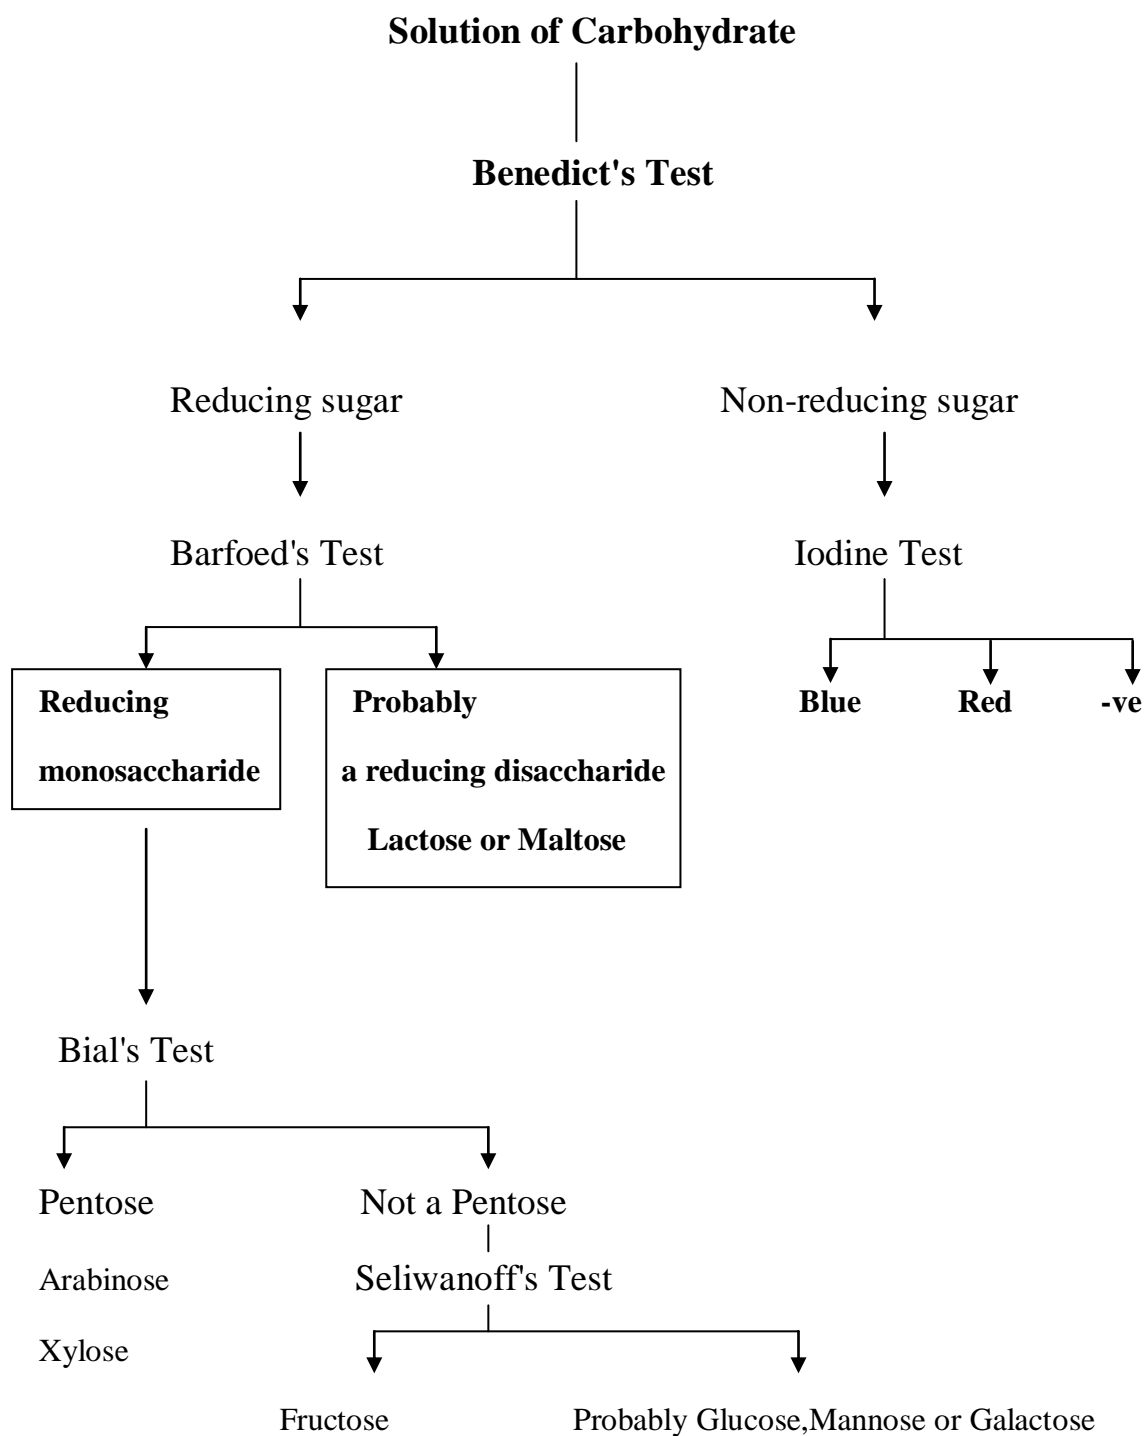 Solution of Carbohydrate
Benedict's Test
Reducing sugar
Non-reducing sugar
Barfoed's Test
Iodine Test
Reducing
monosaccharide
Probably
a reducing disaccharide
Lactose or Maltose
Blue
Red
-ve
Bial's Test
Pentose
Not a Pentose
Arabinose
Seliwanoff's Test
Xylose
Fructose
Probably Glucose,Mannose or Galactose